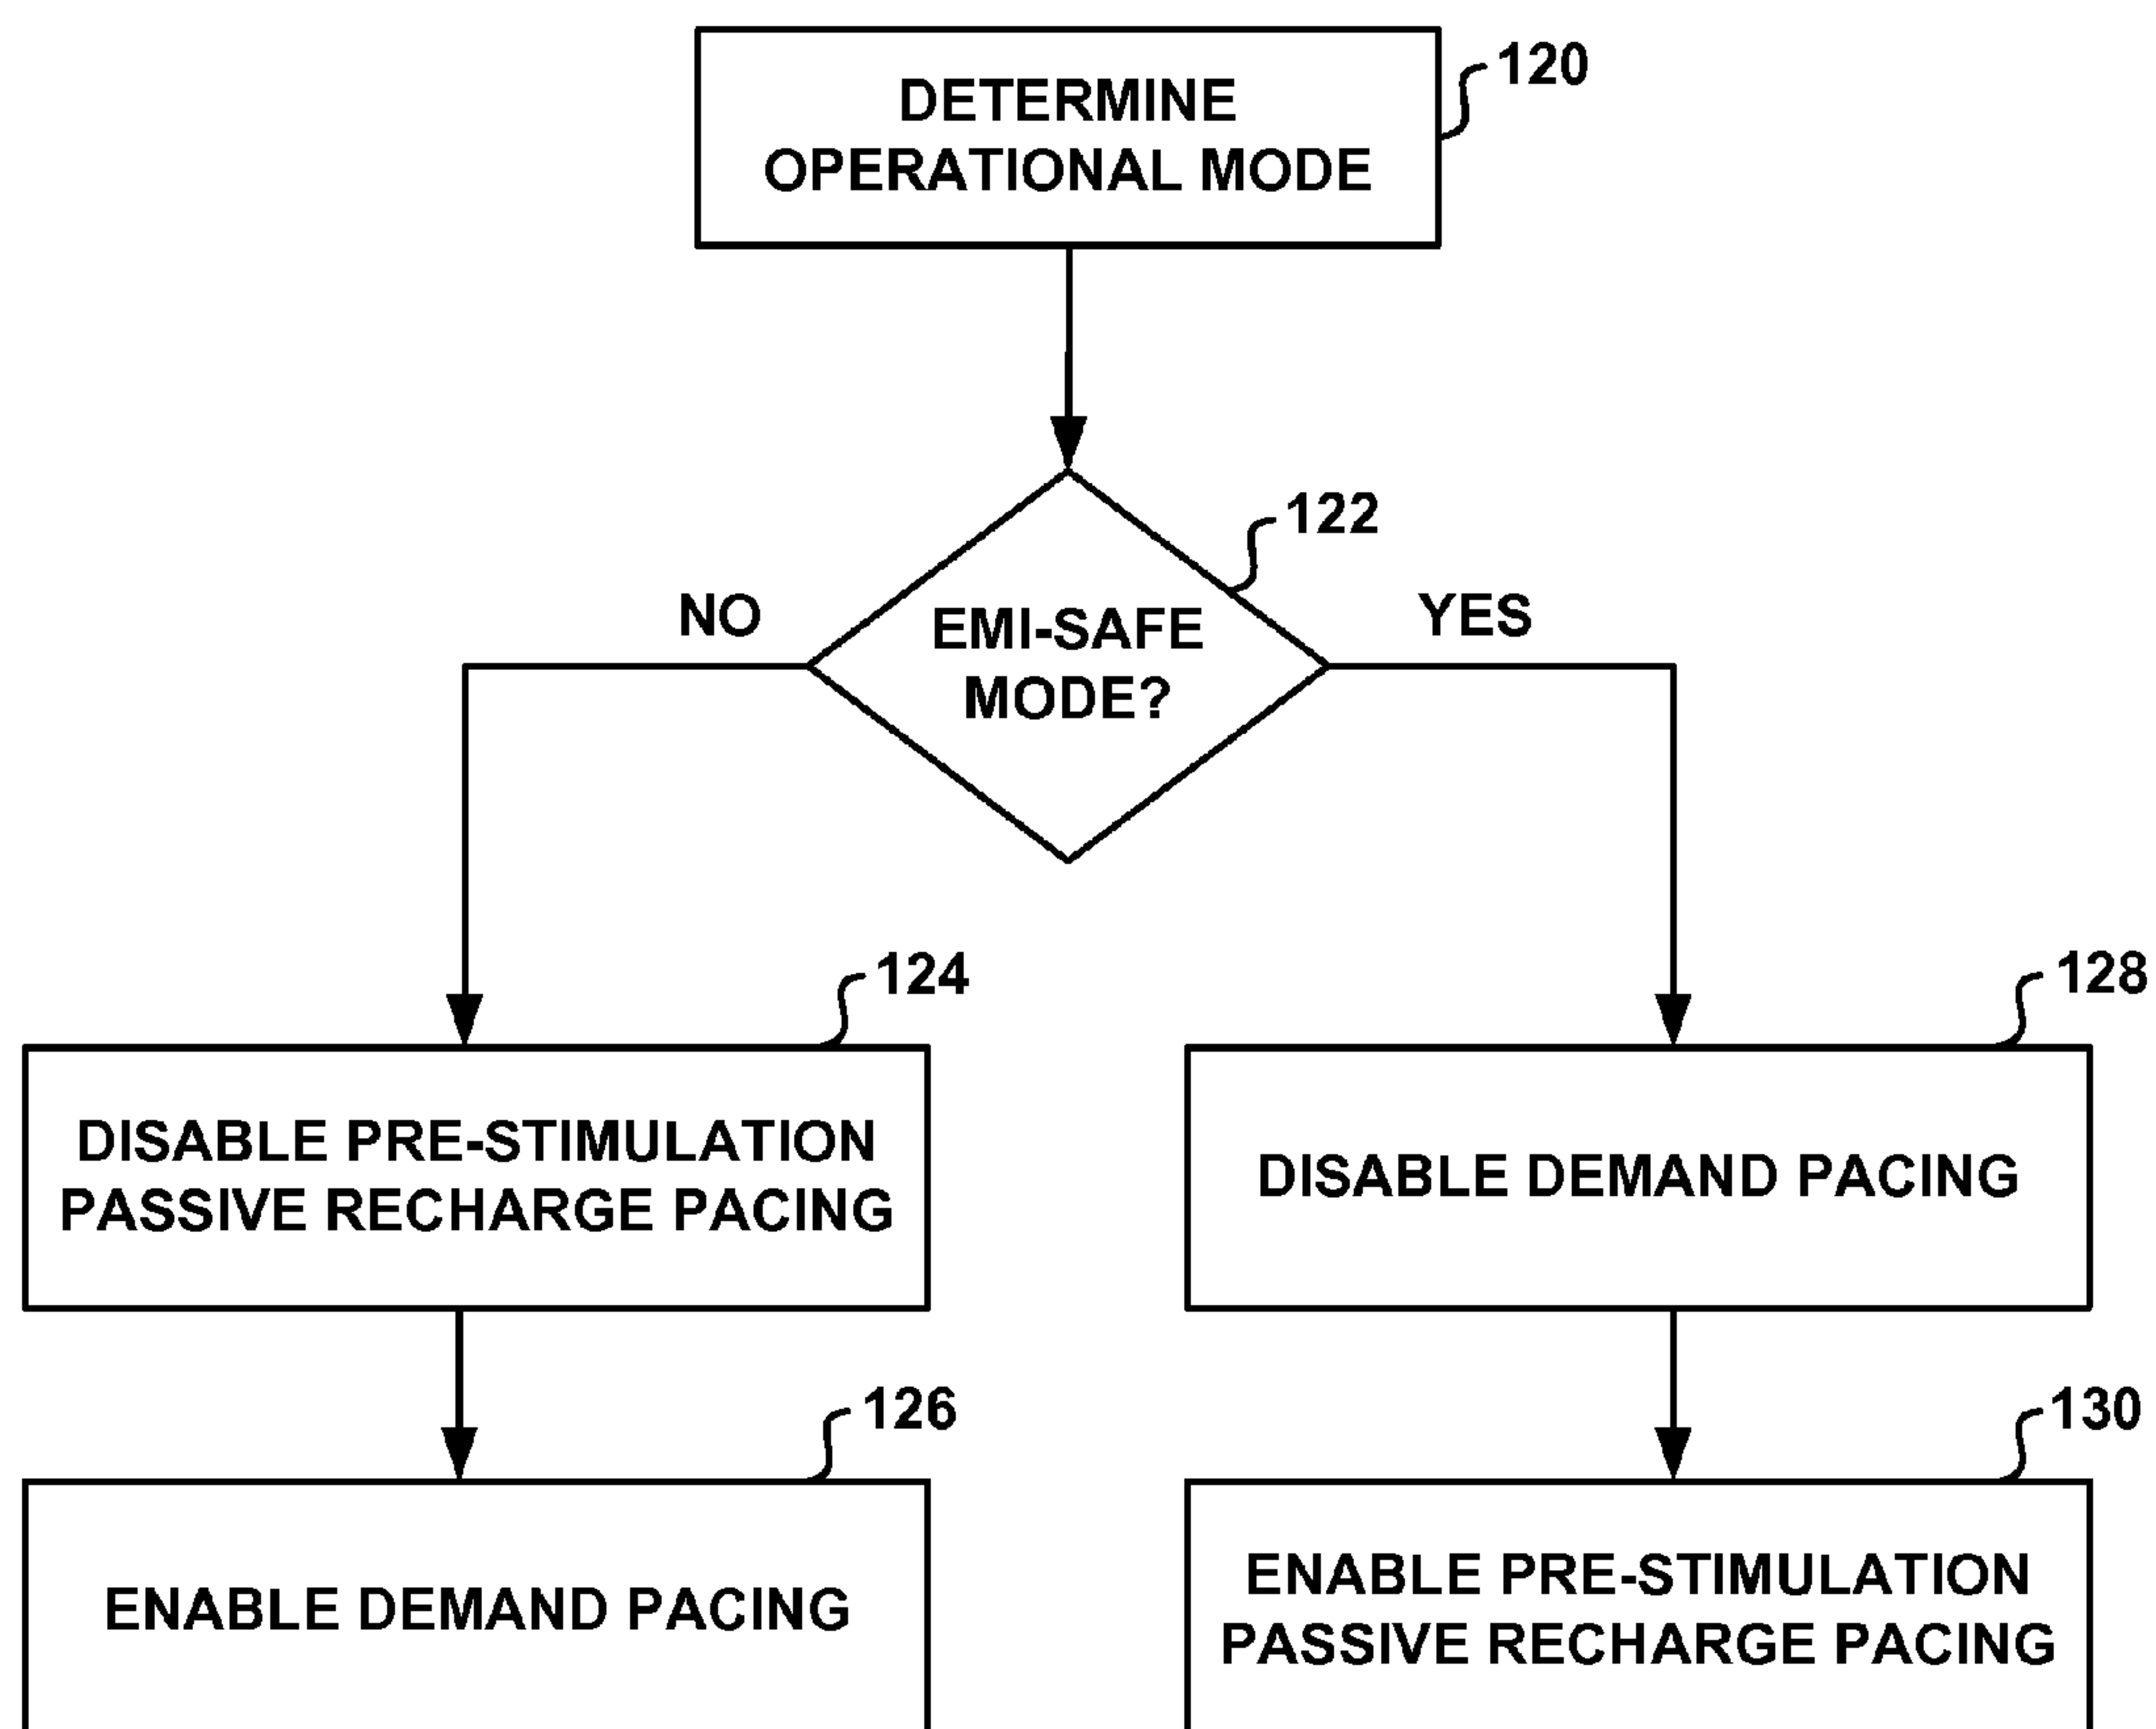 DETERMINE
OPERATIONAL MODE
120
122
NO
EMI-SAFE
MODE?
YES
124
128
DISABLE PRE-STIMULATION
PASSIVE RECHARGE PACING
DISABLE DEMAND PACING
126
130
ENABLE DEMAND PACING
ENABLE PRE-STIMULATION
PASSIVE RECHARGE PACING